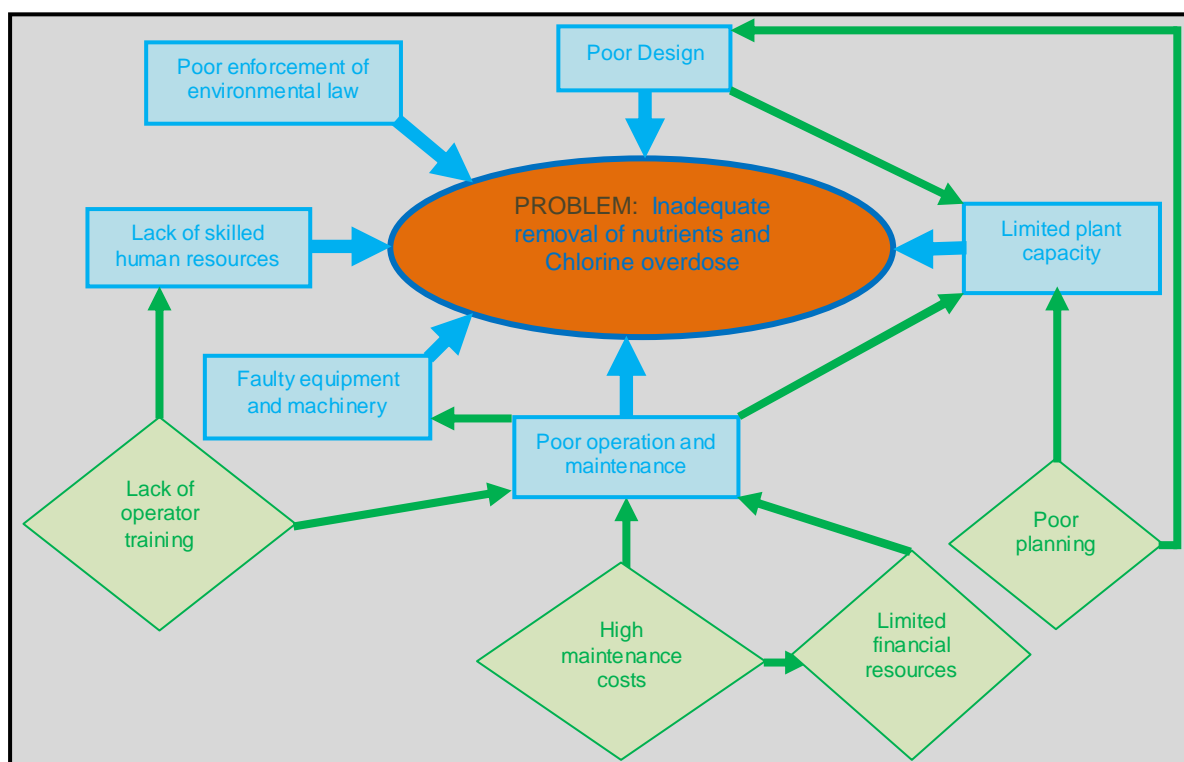 Poor enforcement of
environmental law
Poor Design
PROBLEM: Inadequate
removal of nutrients and
Chlorine overdose
Lack of skilled
human resources
Limited plant
capacity
Faulty equipment
and machinery
Poor operation and
maintenance
Lack of
operator
training
Poor
planning
High
maintenance
costs
Limited
financial
resources